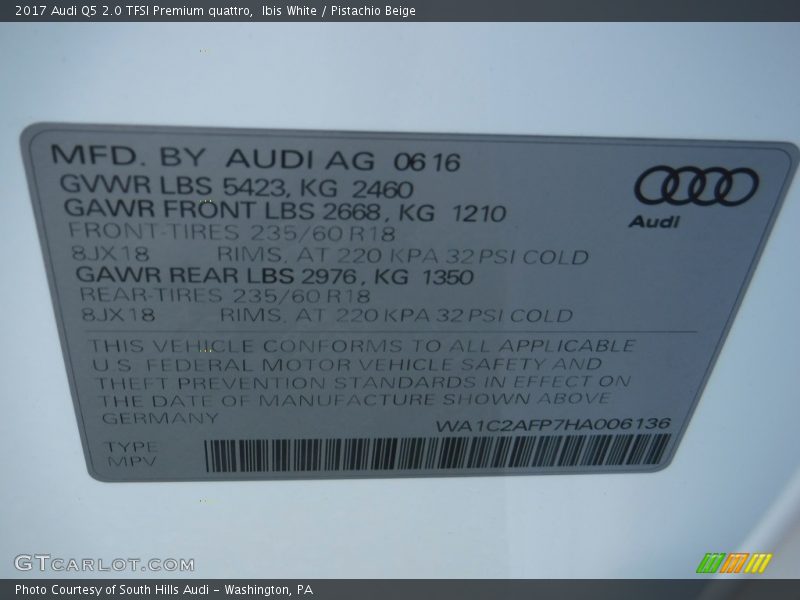 2017 Audi Q5 2.0 TFSI Premium quattro,  Ibis White / Pistachio Beige
MFD. BY AUDI AG 0616
GVWR LBS 5423, KG 2460
GAWR FRONT LBS 2668, KG 1210
FRONT-TIRES 235/60 R18
8JX18 RIMS, AT 220 KPA 32 PSI COLD
GAWR REAR LBS 2976, KG 1350
REAR-TIRES 235/60 R18
8JX18 RIMS, AT 220 KPA 32 PSI COLD
Audi
THIS VEHICLE CONFORMS TO ALL APPLICABLE
U.S. FEDERAL MOTOR VEHICLE SAFETY AND
THEFT PREVENTION STANDARDS IN EFFECT ON
THE DATE OF MANUFACTURE SHOWN ABOVE
GERMANY
WA1C2AFP7HA006136
TYPE
MPV
GTCarLot.com
Photo Courtesy of South Hills Audi - Washington, PA